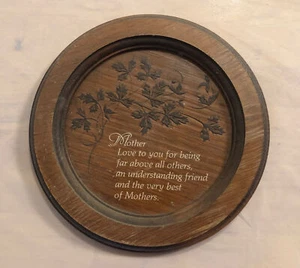 Mother
Love to you for being
far above all others,
an understanding friend
and the very best
of Mothers.